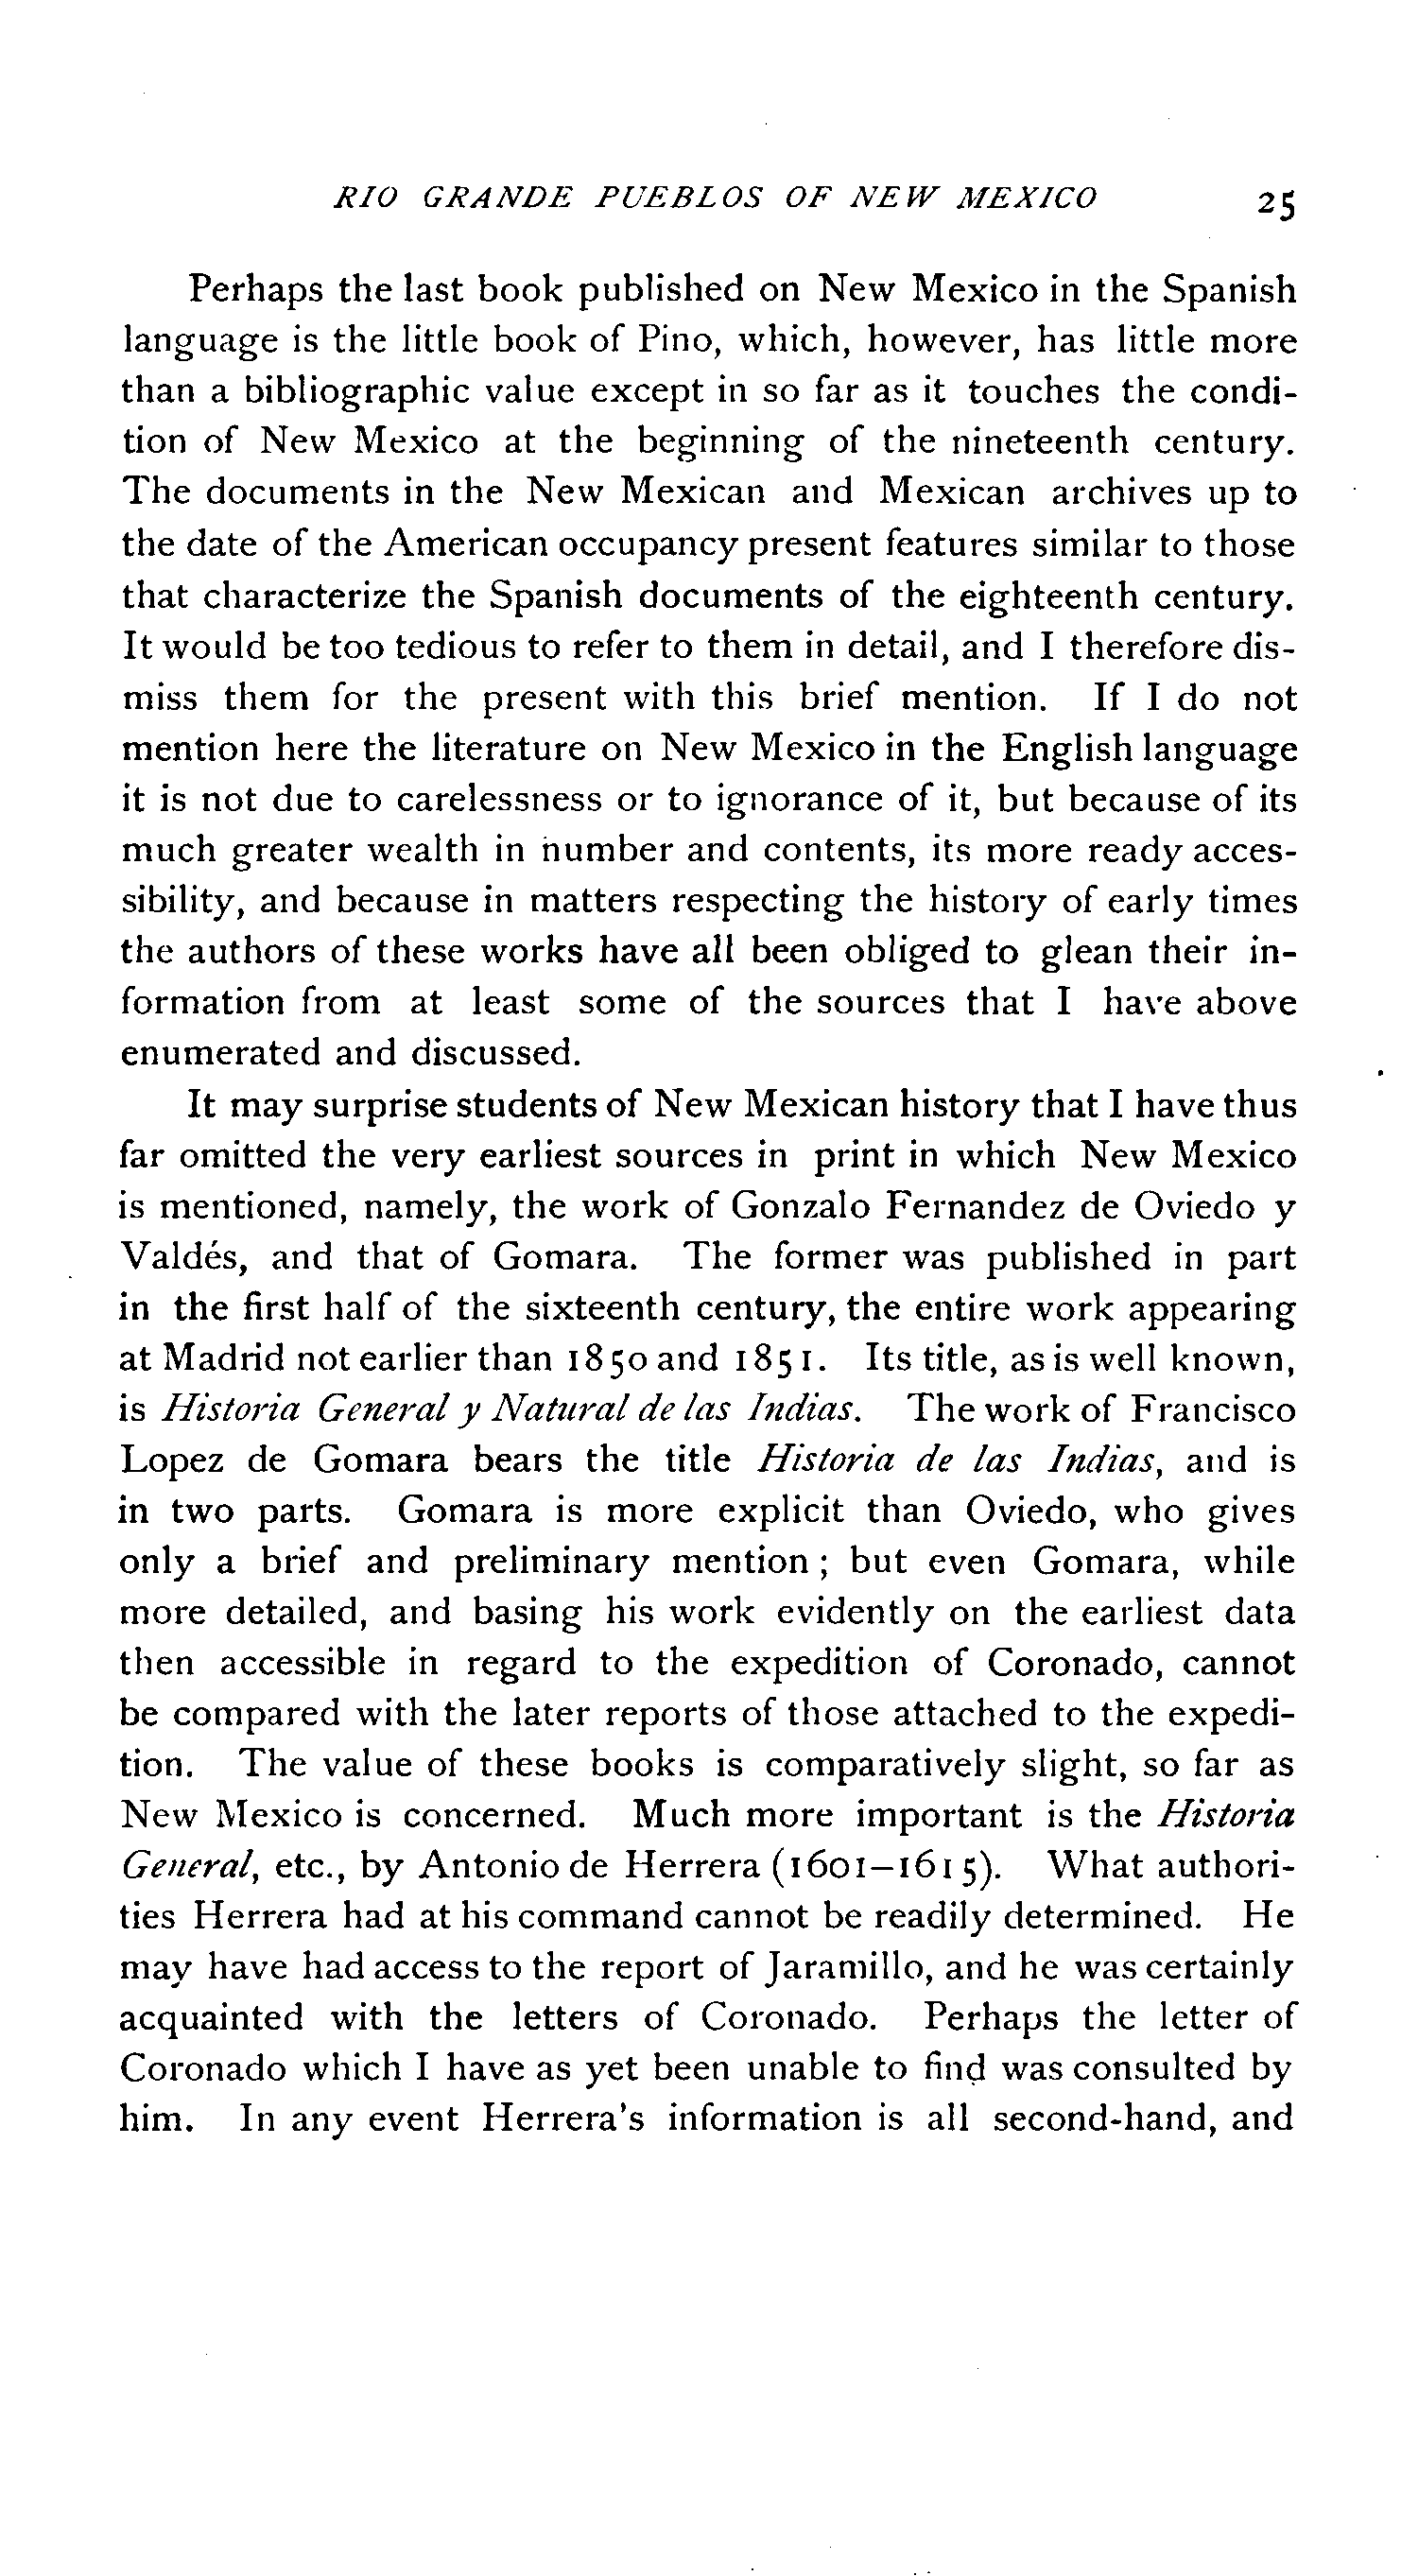 RIO GRANDE PUEBLOS OF NEW MEXICO 25
Perhaps the last book published on New Mexico in the Spanish
language is the little book of Pino, which, however, has little more
than a bibliographic value except in so far as it touches the condi-
tion of New Mexico at the beginning of the nineteenth century.
The documents in the New Mexican and Mexican archives up to
the date of the American occupancy present features similar to those
that characterize the Spanish documents of the eighteenth century.
It would be too tedious to refer to them in detail, and I therefore dis-
miss them for the present with this brief mention. If I do not
mention here the literature on New Mexico in the English language
it is not due to carelessness or to ignorance of it, but because of its
much greater wealth in number and contents, its more ready acces-
sibility, and because in matters respecting the history of early times
the authors of these works have all been obliged to glean their in-
formation from at least some of the sources that I have above
enumerated and discussed.
It may surprise students of New Mexican history that I have thus
far omitted the very earliest sources in print in which New Mexico
is mentioned, namely, the work of Gonzalo Fernandez de Oviedo y
Valdés, and that of Gomara. The former was published in part
in the first half of the sixteenth century, the entire work appearing
at Madrid not earlier than 1850 and 1851. Its title, as is well known,
is Historia General y Natural de las Indias. The work of Francisco
Lopez de Gomara bears the title Historia de las Indias, and is
in two parts. Gomara is more explicit than Oviedo, who gives
only a brief and preliminary mention ; but even Gomara, while
more detailed, and basing his work evidently on the earliest data
then accessible in regard to the expedition of Coronado, cannot
be compared with the later reports of those attached to the expedi-
tion. The value of these books is comparatively slight, so far as
New Mexico is concerned. Much more important is the Historia
General, etc., by Antonio de Herrera (1601–1615). What authori-
ties Herrera had at his command cannot be readily determined. He
may have had access to the report of Jaramillo, and he was certainly
acquainted with the letters of Coronado. Perhaps the letter of
Coronado which I have as yet been unable to find was consulted by
him. In any event Herrera's information is all second-hand, and